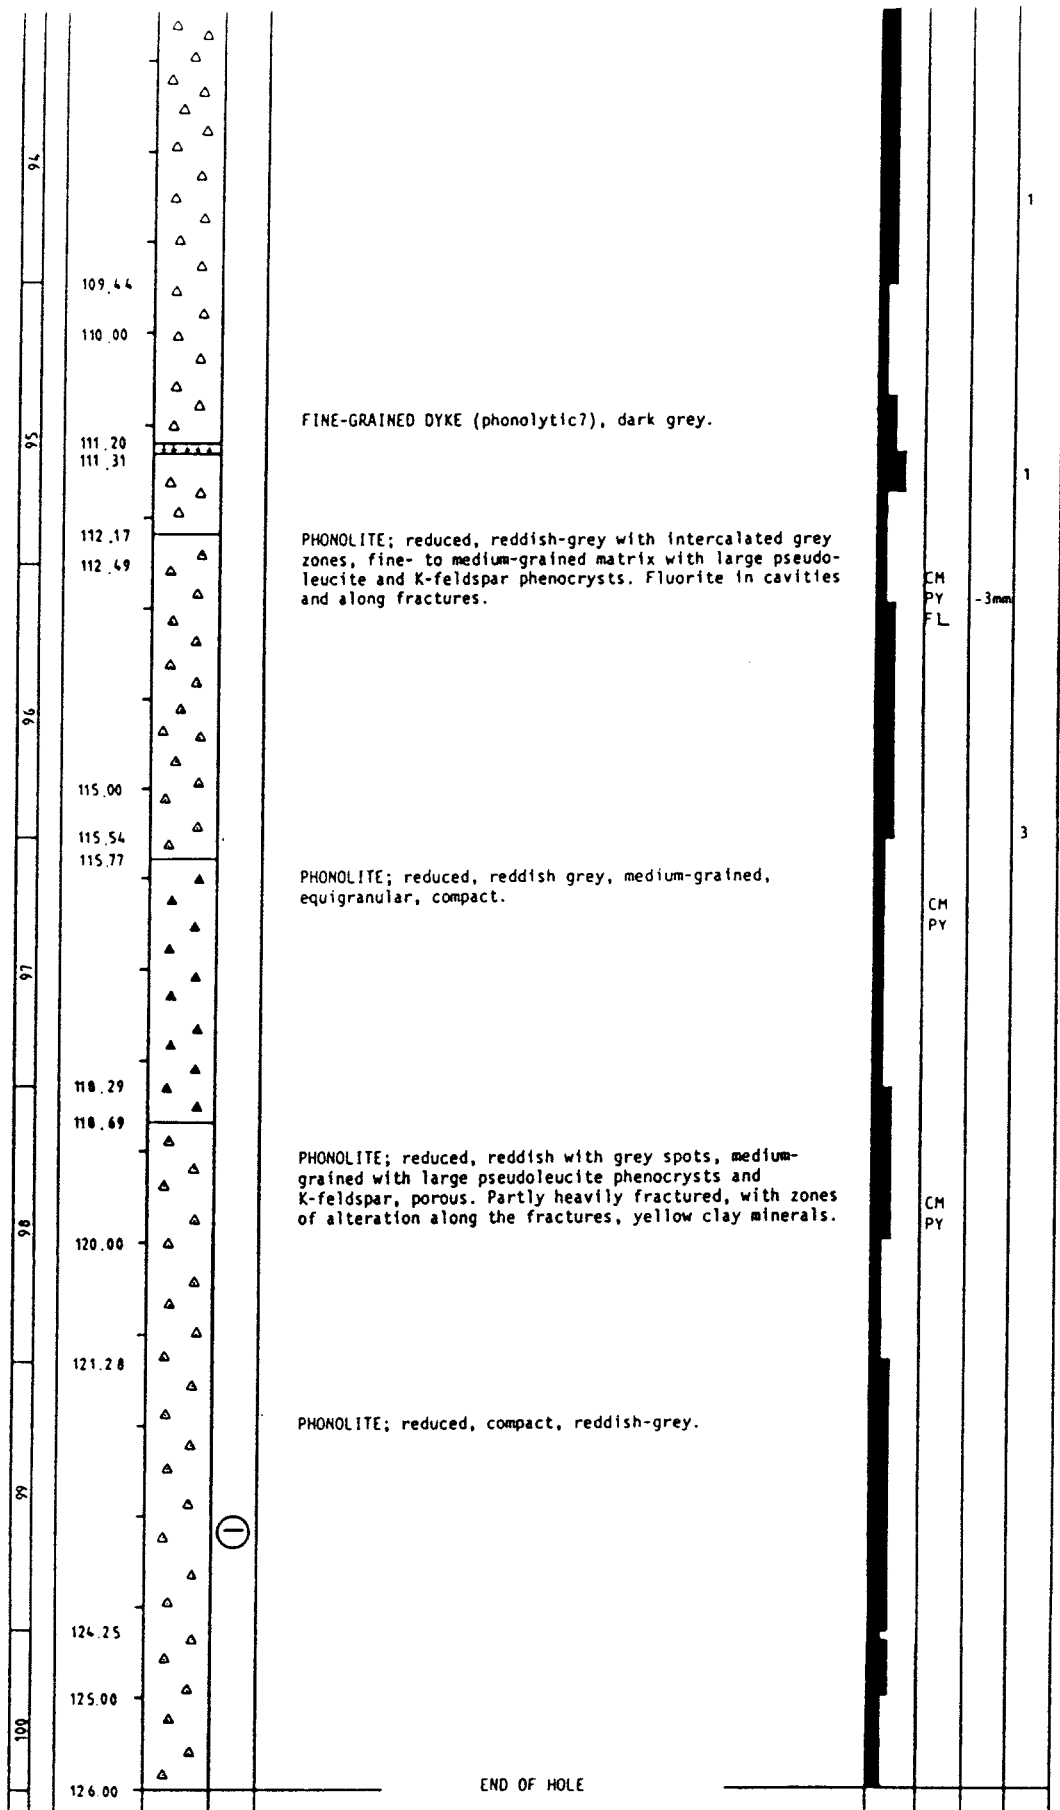 94
1
109.44
110.00
FINE-GRAINED DYKE (phonolytic?), dark grey.
95
111.20
111.31
1
112.17
PHONOLITE; reduced, reddish-grey with intercalated grey
zones, fine- to medium-grained matrix with large pseudo-
leucite and K-feldspar phenocrysts. Fluorite in cavities
and along fractures.
112.49
CM
PY
FL
-3mm
96
115.00
115.54
3
115.77
PHONOLITE; reduced, reddish grey, medium-grained,
equigranular, compact.
CM
PY
97
118.29
118.69
PHONOLITE; reduced, reddish with grey spots, medium-
grained with large pseudoleucite phenocrysts and
K-feldspar, porous. Partly heavily fractured, with zones
of alteration along the fractures, yellow clay minerals.
CM
PY
98
120.00
121.28
PHONOLITE; reduced, compact, reddish-grey.
99
124.25
125.00
100
126.00
END OF HOLE